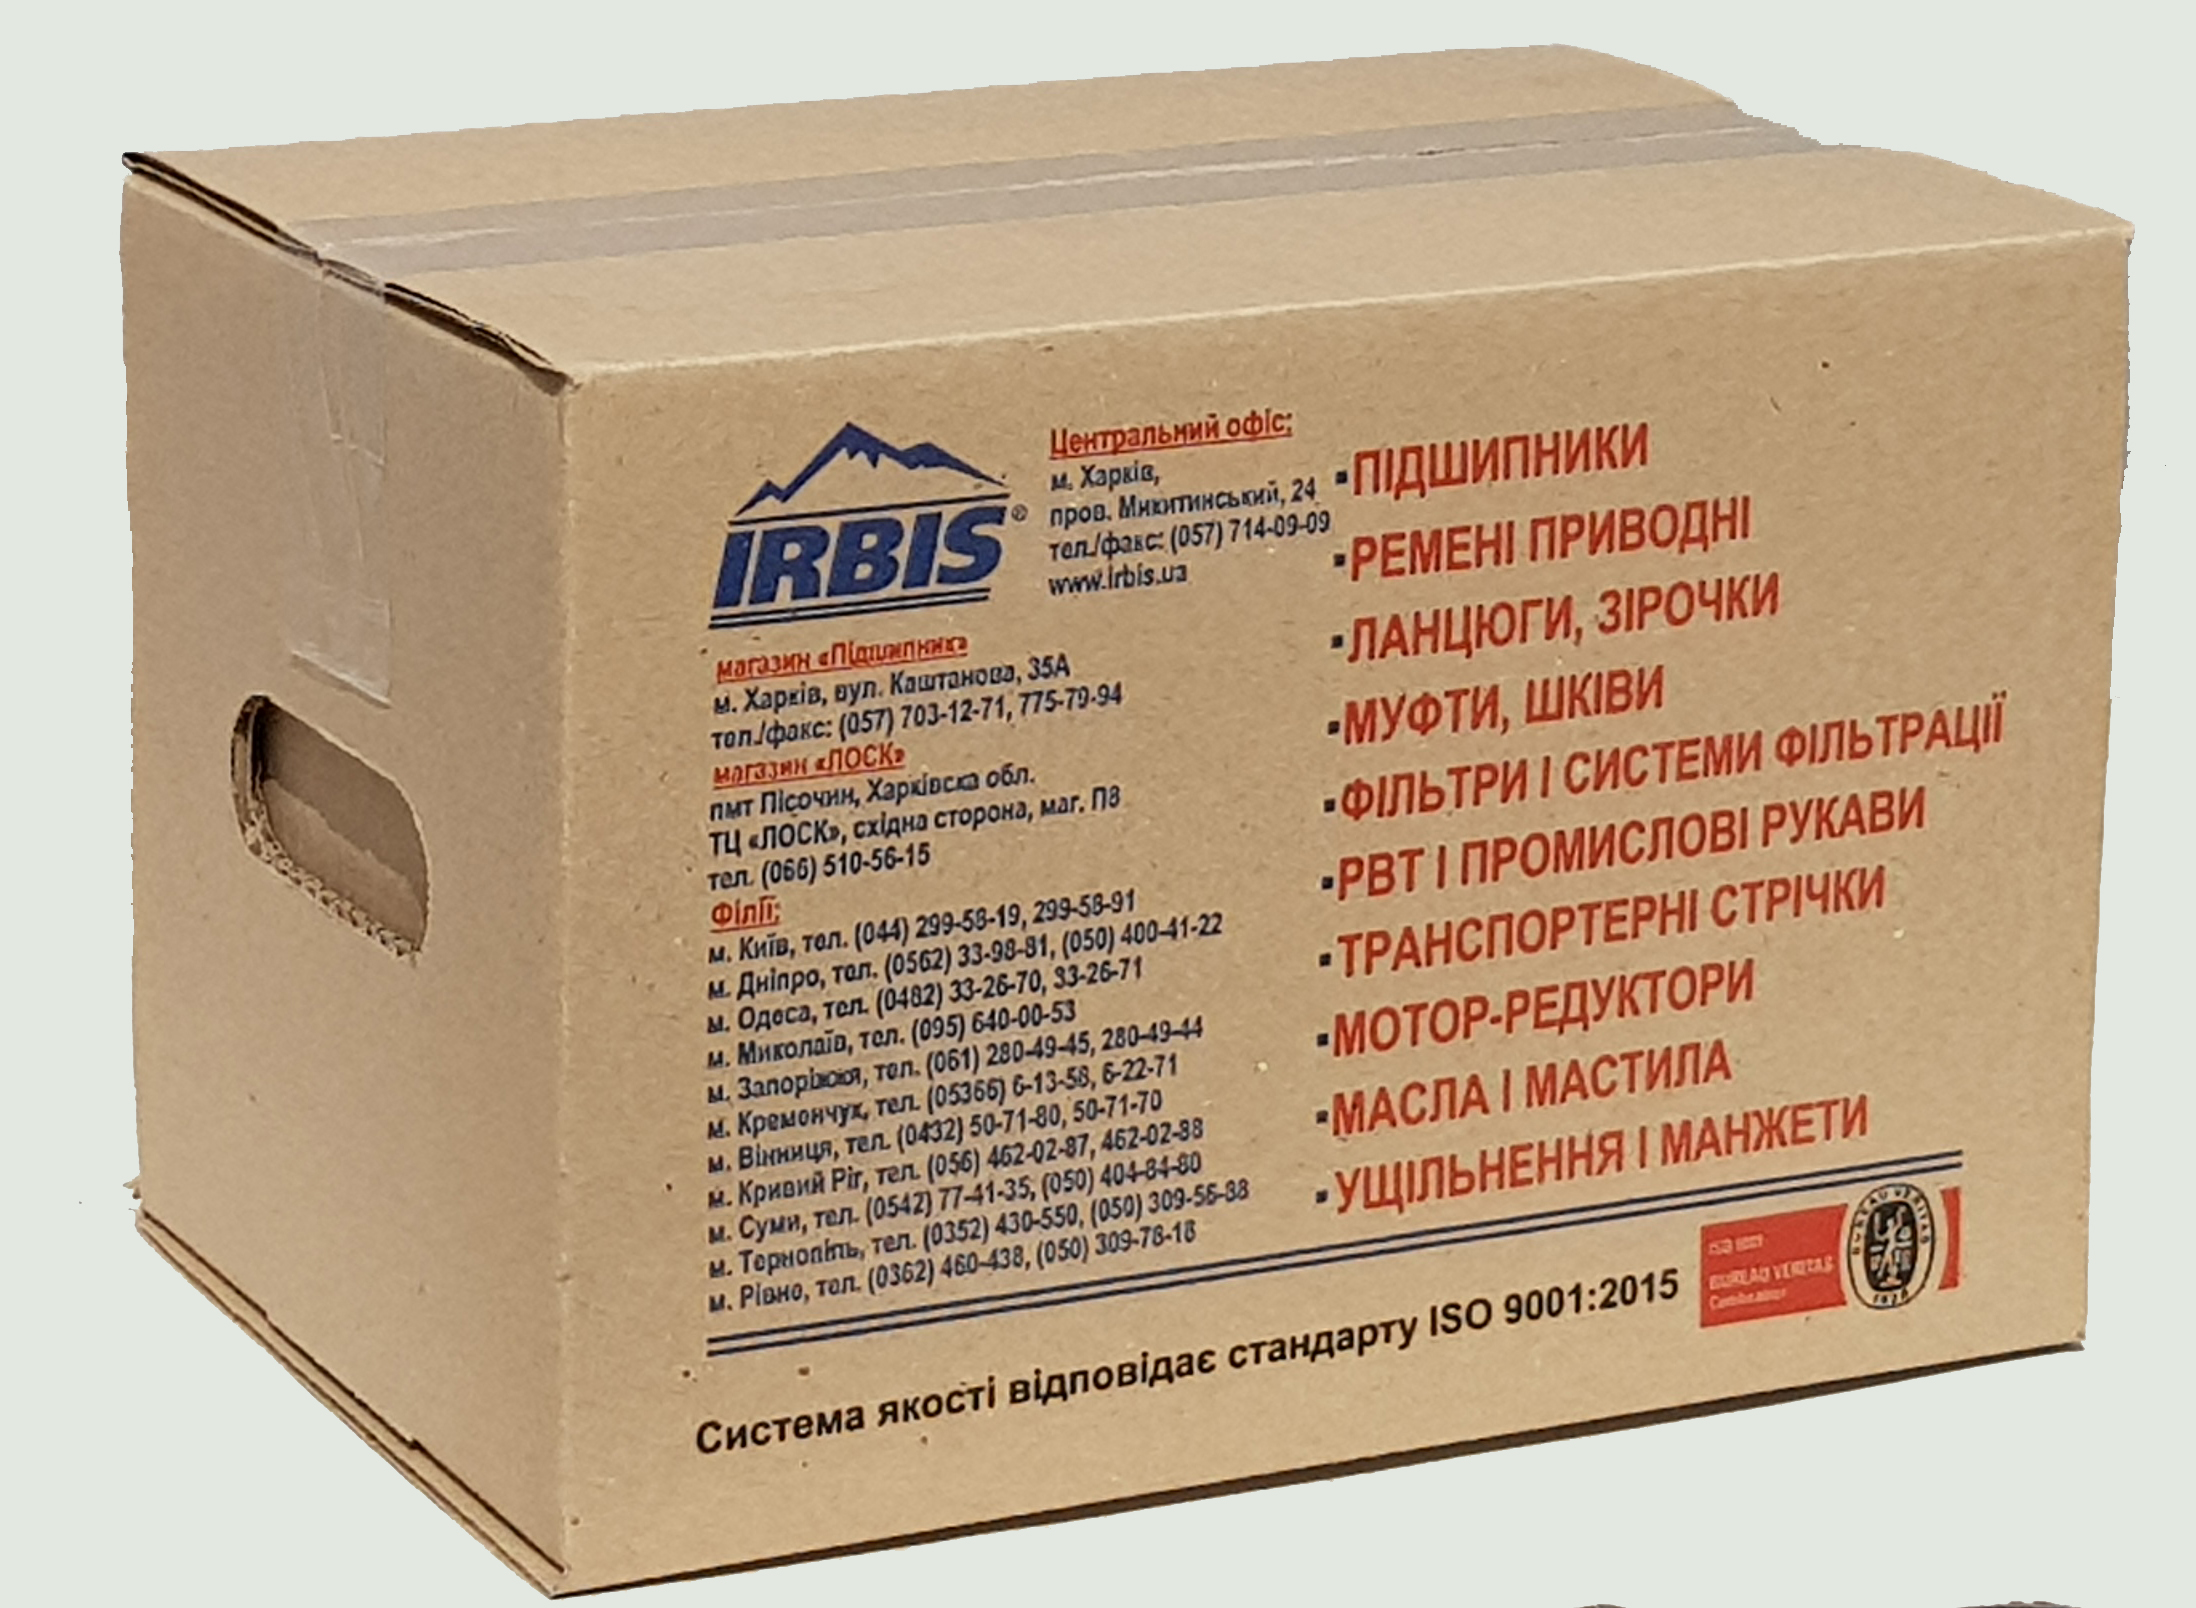 IRBIS®
Центральний офіс:
м. Харків,
пров. Микитинський, 24
тел./факс: (057) 714-09-09
www.irbis.ua
магазин «Підшипник»
м. Харків, вул. Каштанова, 35А
тел./факс: (057) 703-12-71, 775-79-94
магазин «ЛОСК»
пмт Пісочин, Харківска обл.
ТЦ «ЛОСК», східна сторона, маг. П8
тел. (066) 510-56-15
Філії:
м. Київ, тел. (044) 299-58-19, 299-58-91
м. Дніпро, тел. (0562) 33-98-81, (050) 400-41-22
м. Одеса, тел. (0482) 33-26-70, 33-26-71
м. Миколаїв, тел. (095) 640-00-53
м. Запоріжжя, тел. (061) 280-49-45, 280-49-44
м. Кременчук, тел. (05366) 6-13-58, 6-22-71
м. Вінниця, тел. (0432) 50-71-80, 50-71-70
м. Кривий Ріг, тел. (056) 462-02-87, 462-02-88
м. Суми, тел. (0542) 77-41-35, (050) 404-84-80
м. Тернопіль, тел. (0352) 430-550, (050) 309-56-88
м. Рівне, тел. (0362) 460-438, (050) 309-78-18
▪ПІДШИПНИКИ
▪РЕМЕНІ ПРИВОДНІ
▪ЛАНЦЮГИ, ЗІРОЧКИ
▪МУФТИ, ШКІВИ
▪ФІЛЬТРИ І СИСТЕМИ ФІЛЬТРАЦІЇ
▪РВТ І ПРОМИСЛОВІ РУКАВИ
▪ТРАНСПОРТЕРНІ СТРІЧКИ
▪МОТОР-РЕДУКТОРИ
▪МАСЛА І МАСТИЛА
▪УЩІЛЬНЕННЯ І МАНЖЕТИ
Система якості відповідає стандарту ISO 9001:2015
ISO 9001
BUREAU VERITAS
Certification
BUREAU VERITAS
1828